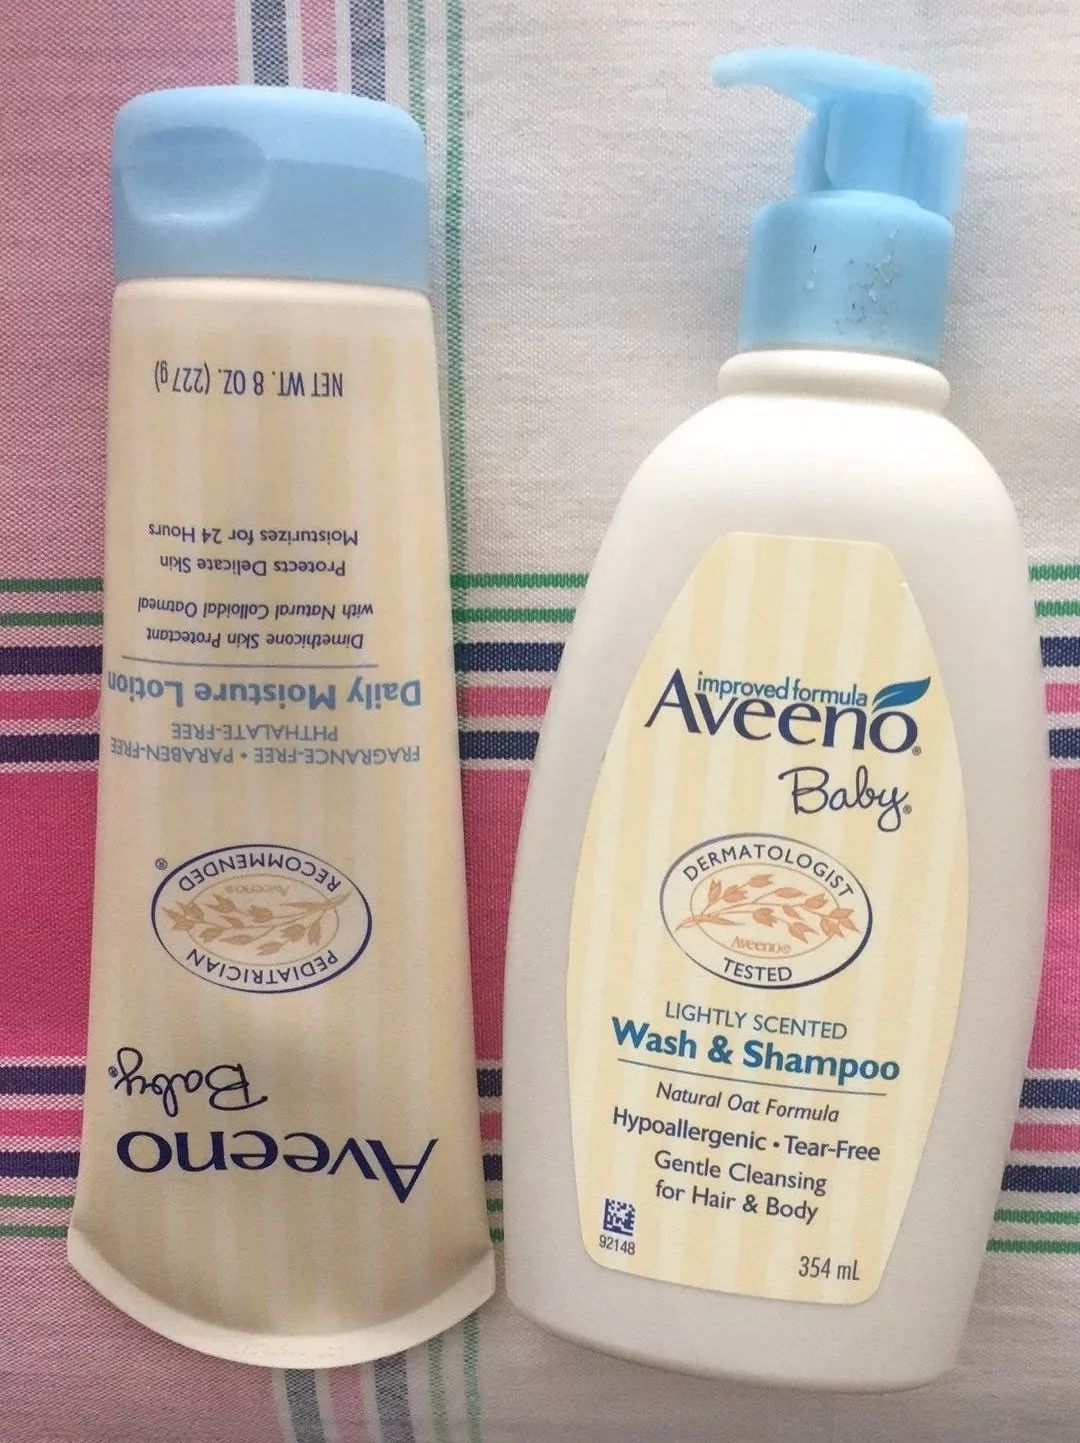 Aveeno
Baby®
PEDIATRICIAN
RECOMMENDED®
Aveeno®
FRAGRANCE-FREE • PARABEN-FREE
PHTHALATE-FREE
Daily Moisture Lotion
Dimethicone Skin Protectant
with Natural Colloidal Oatmeal
Protects Delicate Skin
Moisturizes for 24 Hours
NET WT. 8 OZ. (227 g)
improved formula
Aveeno®
Baby®
DERMATOLOGIST
Aveeno®
TESTED
LIGHTLY SCENTED
Wash & Shampoo
Natural Oat Formula
Hypoallergenic • Tear-Free
Gentle Cleansing
for Hair & Body
92148
354 mL